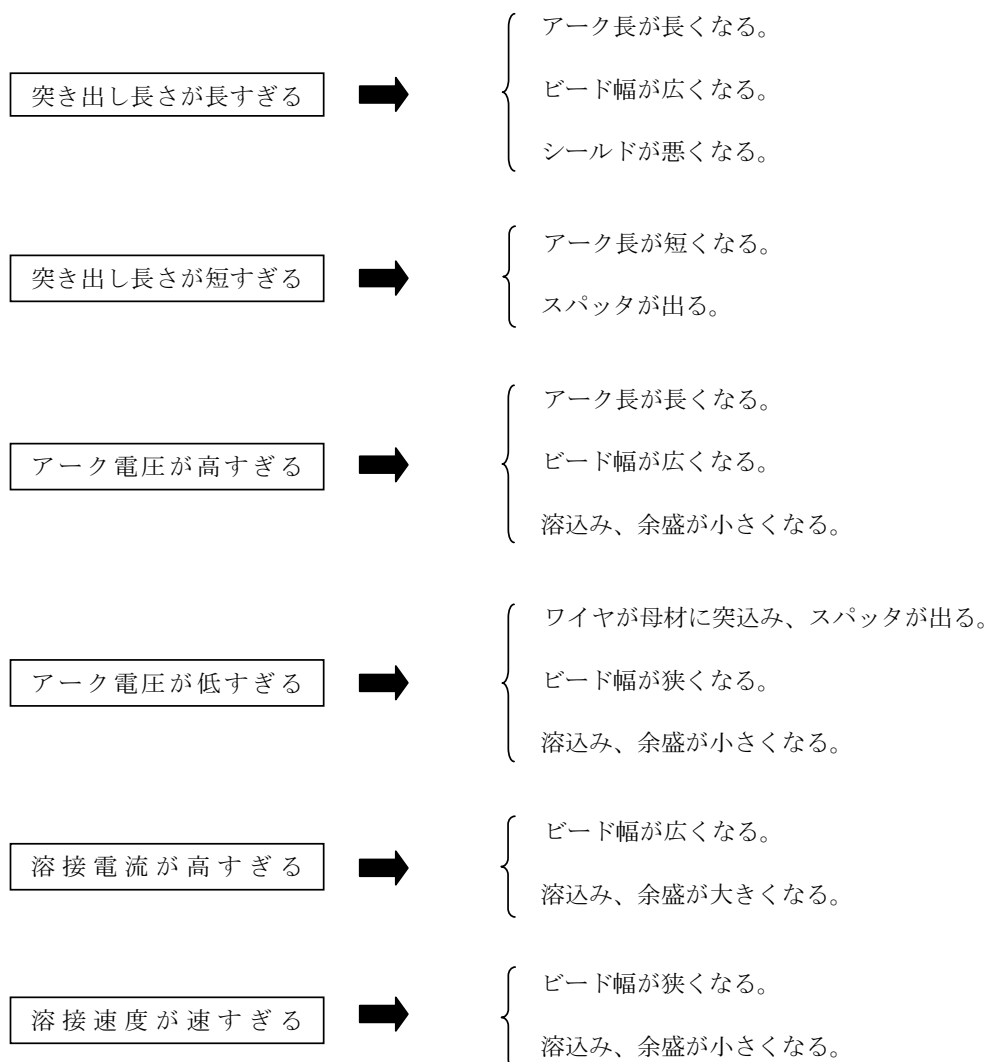 突き出し長さが長すぎる
アーク長が長くなる。
ビード幅が広くなる。
シールドが悪くなる。
突き出し長さが短すぎる
アーク長が短くなる。
スパッタが出る。
アーク電圧が高すぎる
アーク長が長くなる。
ビード幅が広くなる。
溶込み、余盛が小さくなる。
アーク電圧が低すぎる
ワイヤが母材に突込み、スパッタが出る。
ビード幅が狭くなる。
溶込み、余盛が小さくなる。
溶接電流が高すぎる
ビード幅が広くなる。
溶込み、余盛が大きくなる。
溶接速度が速すぎる
ビード幅が狭くなる。
溶込み、余盛が小さくなる。